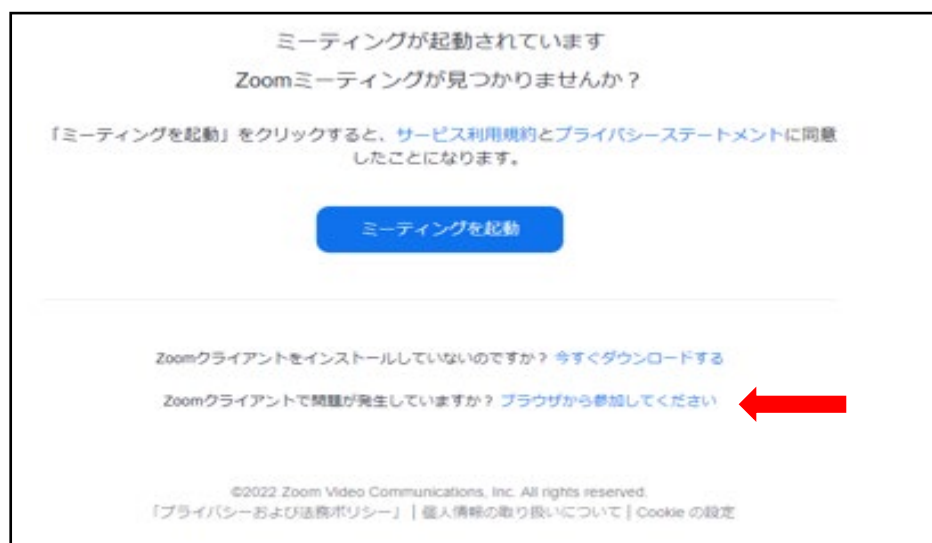 ミーティングが起動されています
Zoomミーティングが見つかりませんか？
「ミーティングを起動」をクリックすると、サービス利用規約とプライバシーステートメントに同意
したことになります。
ミーティングを起動
Zoomクライアントをインストールしていないのですか？ 今すぐダウンロードする
Zoomクライアントで問題が発生していますか？ ブラウザから参加してください
©2022 Zoom Video Communications, Inc. All rights reserved.
「プライバシーおよび法務ポリシー」 | 個人情報の取り扱いについて | Cookie の設定